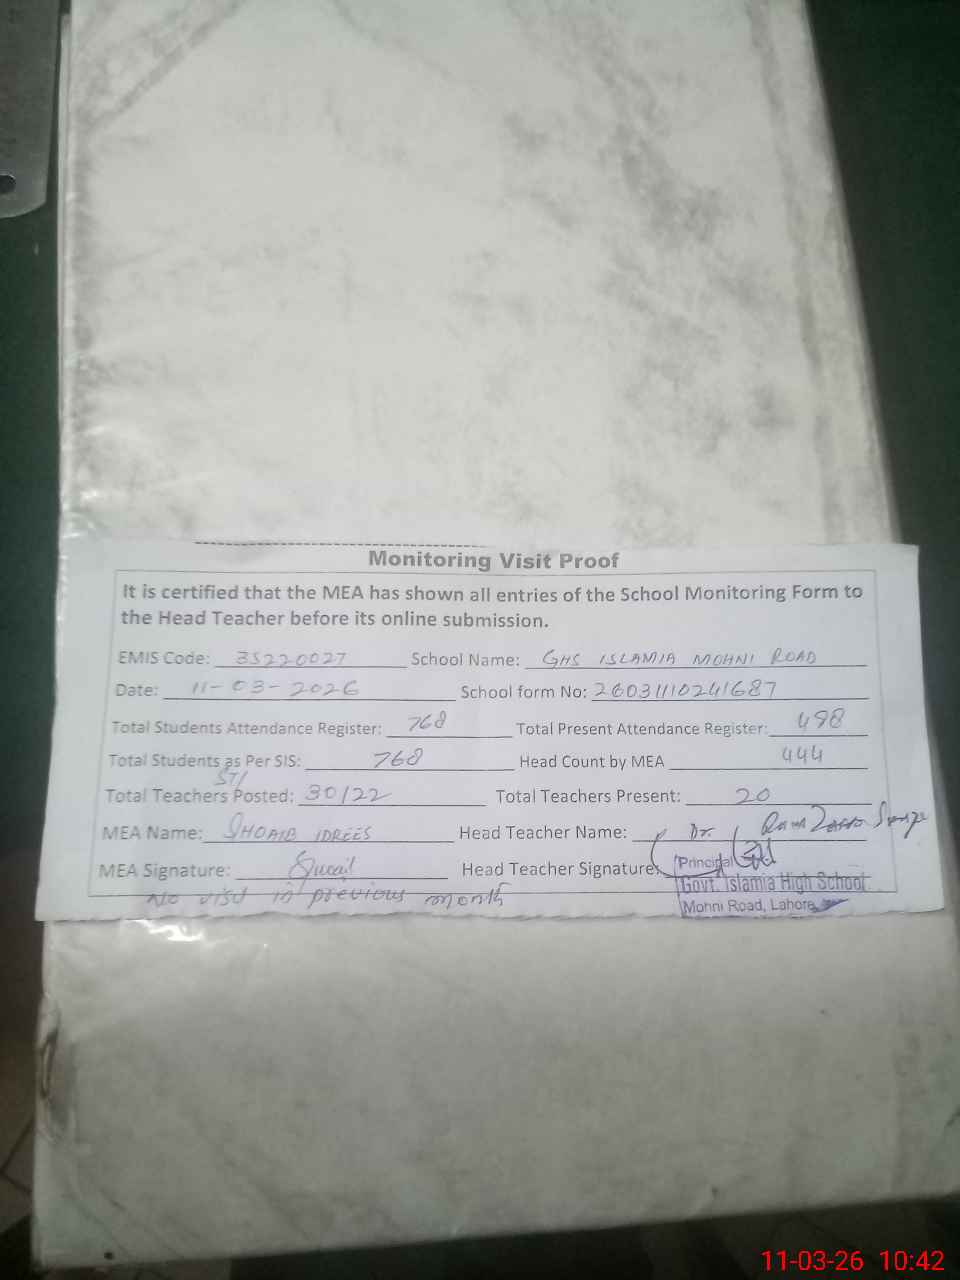 Monitoring Visit Proof
It is certified that the MEA has shown all entries of the School Monitoring Form to
the Head Teacher before its online submission.
EMIS Code: 35220027 School Name: GHS ISLAMIA MOHNI ROAD
Date: 11-03-2026 School form No: 26031110241687
Total Students Attendance Register: 768 Total Present Attendance Register: 498
Total Students as Per SIS: 768 Head Count by MEA 444
STI
Total Teachers Posted: 30/22 Total Teachers Present: 20
MEA Name: SHOAIB IDREES Head Teacher Name: Dr. Rana
MEA Signature: Head Teacher Signature:
Principal
Govt. Islamia High School
Mohni Road, Lahore
No visit in previous month
11-03-26 10:42